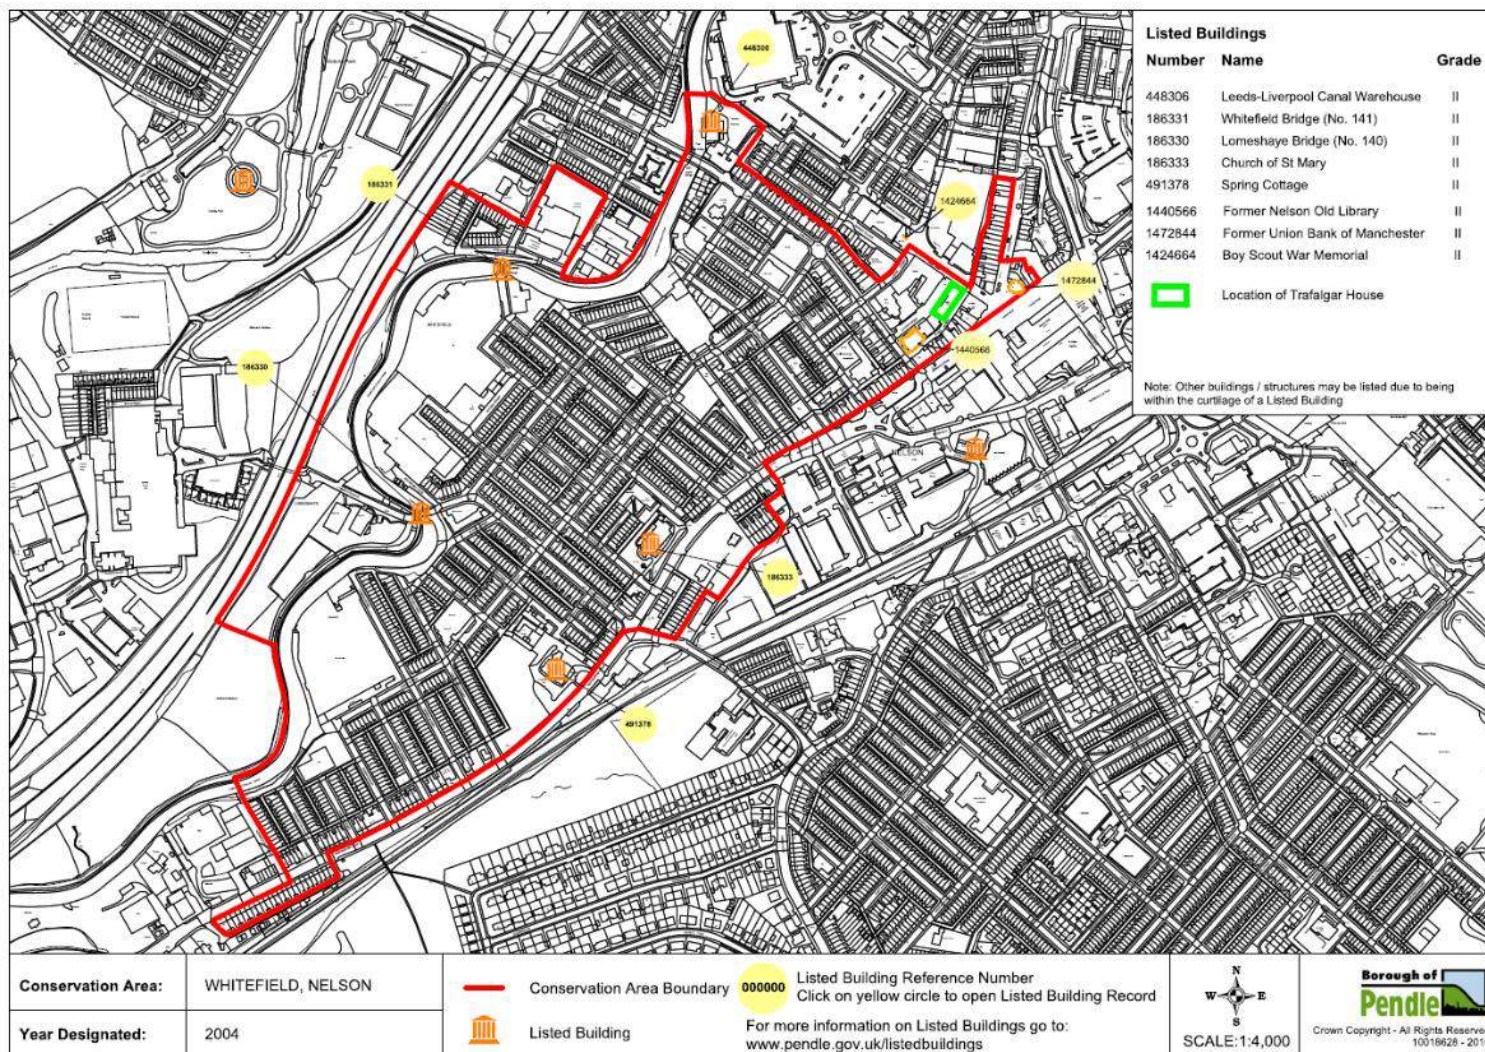 Listed Buildings
Number Name Grade
448306 Leeds-Liverpool Canal Warehouse II
186331 Whitefield Bridge (No. 141) II
186330 Lomeshaye Bridge (No. 140) II
186333 Church of St Mary II
491378 Spring Cottage II
1440566 Former Nelson Old Library II
1472844 Former Union Bank of Manchester II
1424664 Boy Scout War Memorial II
Location of Trafalgar House
Note: Other buildings / structures may be listed due to being
within the curtilage of a Listed Building
448306
186331
1424664
1472844
WHITEFIELD
1440566
186330
NELSON
186333
491378
Conservation Area: WHITEFIELD, NELSON
Year Designated: 2004
Conservation Area Boundary
Listed Building
000000 Listed Building Reference Number
Click on yellow circle to open Listed Building Record
For more information on Listed Buildings go to:
www.pendle.gov.uk/listedbuildings
N
W E
S
SCALE:1:4,000
Borough of
Pendle
Crown Copyright - All Rights Reserve
10018628 - 201